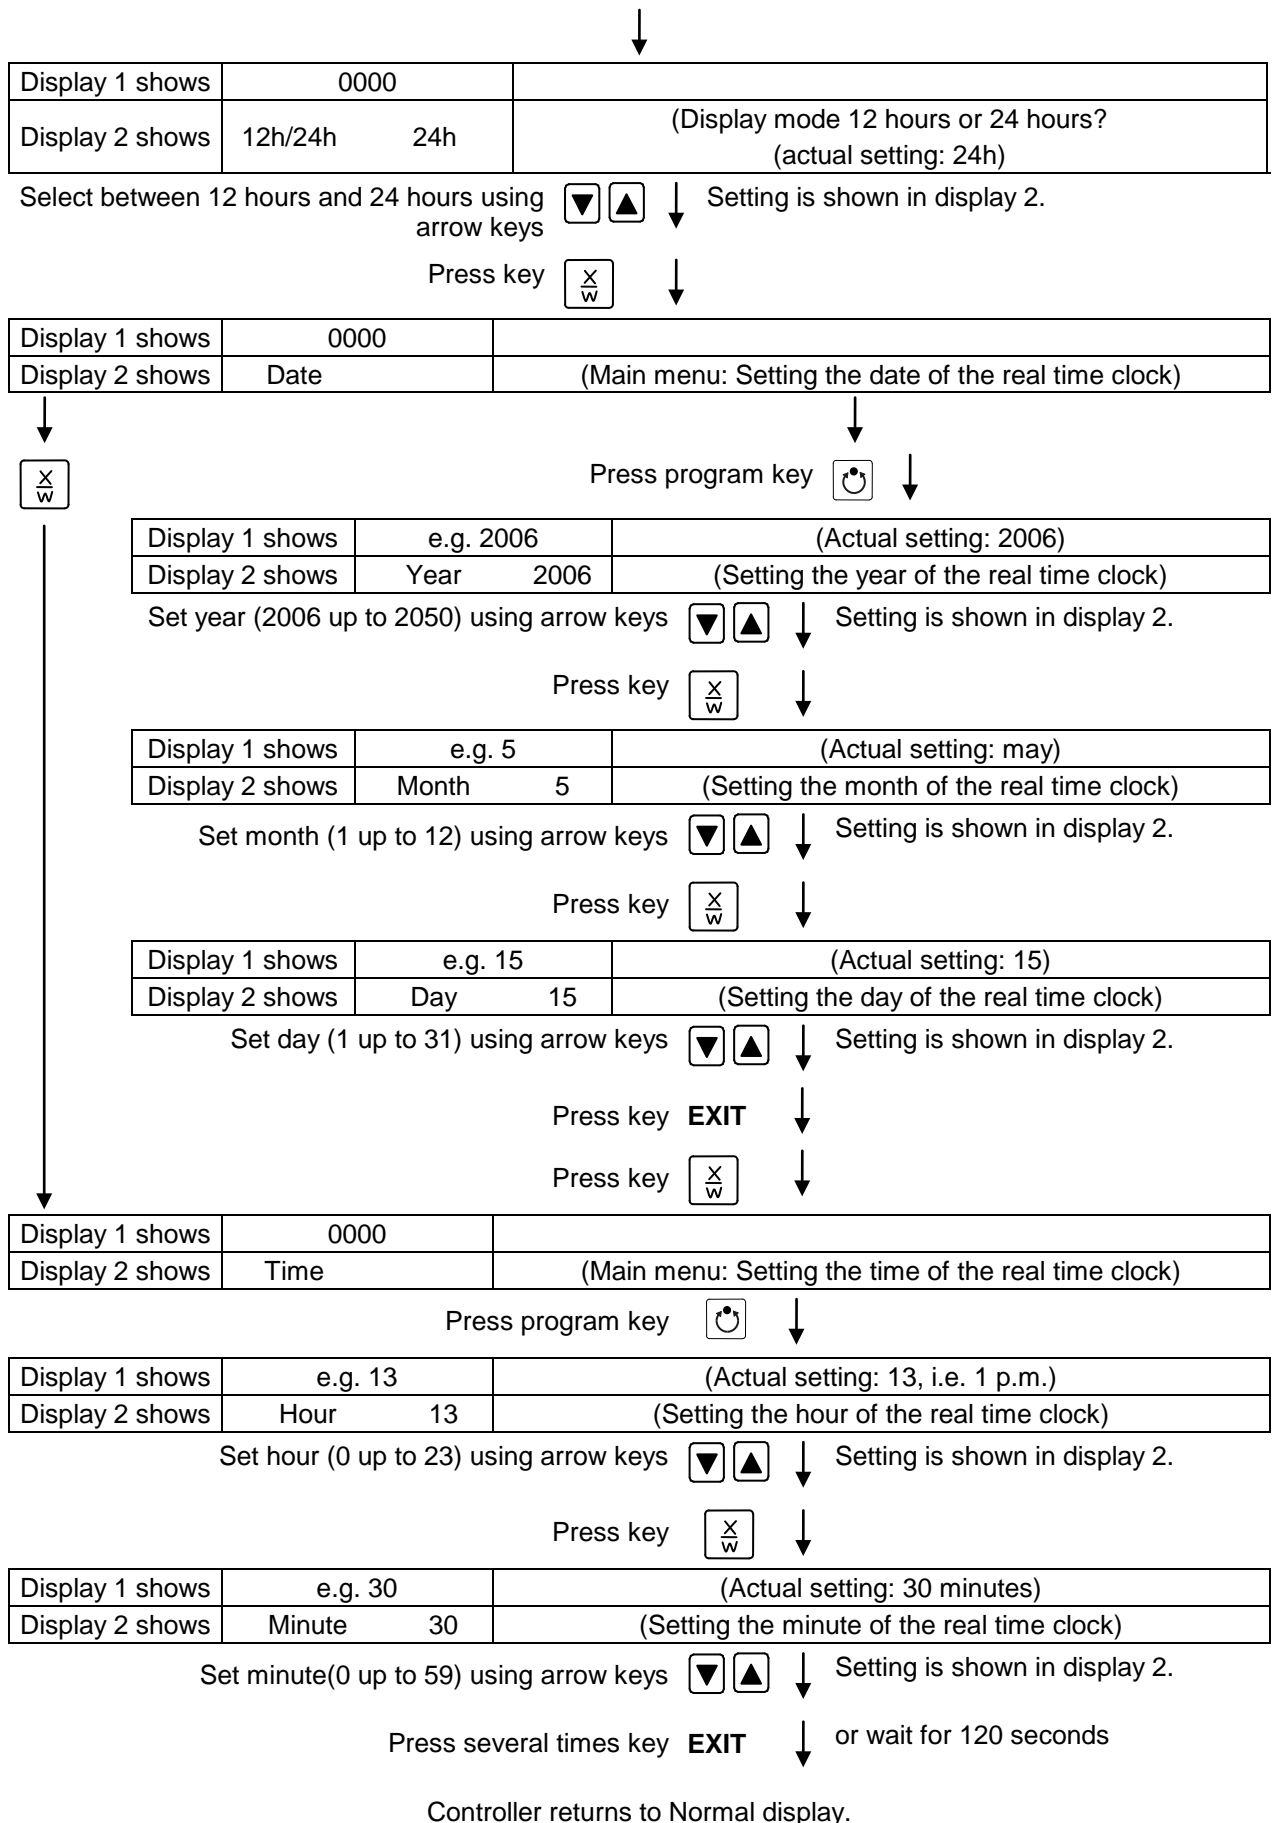 Display 1 shows 0000
Display 2 shows 12h/24h 24h (Display mode 12 hours or 24 hours?
(actual setting: 24h)
Select between 12 hours and 24 hours using ▼ ▲ Setting is shown in display 2.
arrow keys
Press key X/W
Display 1 shows 0000
Display 2 shows Date (Main menu: Setting the date of the real time clock)
X/W Press program key
Display 1 shows e.g. 2006 (Actual setting: 2006)
Display 2 shows Year 2006 (Setting the year of the real time clock)
Set year (2006 up to 2050) using arrow keys ▼ ▲ Setting is shown in display 2.
Press key X/W
Display 1 shows e.g. 5 (Actual setting: may)
Display 2 shows Month 5 (Setting the month of the real time clock)
Set month (1 up to 12) using arrow keys ▼ ▲ Setting is shown in display 2.
Press key X/W
Display 1 shows e.g. 15 (Actual setting: 15)
Display 2 shows Day 15 (Setting the day of the real time clock)
Set day (1 up to 31) using arrow keys ▼ ▲ Setting is shown in display 2.
Press key EXIT
Press key X/W
Display 1 shows 0000
Display 2 shows Time (Main menu: Setting the time of the real time clock)
Press program key
Display 1 shows e.g. 13 (Actual setting: 13, i.e. 1 p.m.)
Display 2 shows Hour 13 (Setting the hour of the real time clock)
Set hour (0 up to 23) using arrow keys ▼ ▲ Setting is shown in display 2.
Press key X/W
Display 1 shows e.g. 30 (Actual setting: 30 minutes)
Display 2 shows Minute 30 (Setting the minute of the real time clock)
Set minute(0 up to 59) using arrow keys ▼ ▲ Setting is shown in display 2.
Press several times key EXIT or wait for 120 seconds
Controller returns to Normal display.